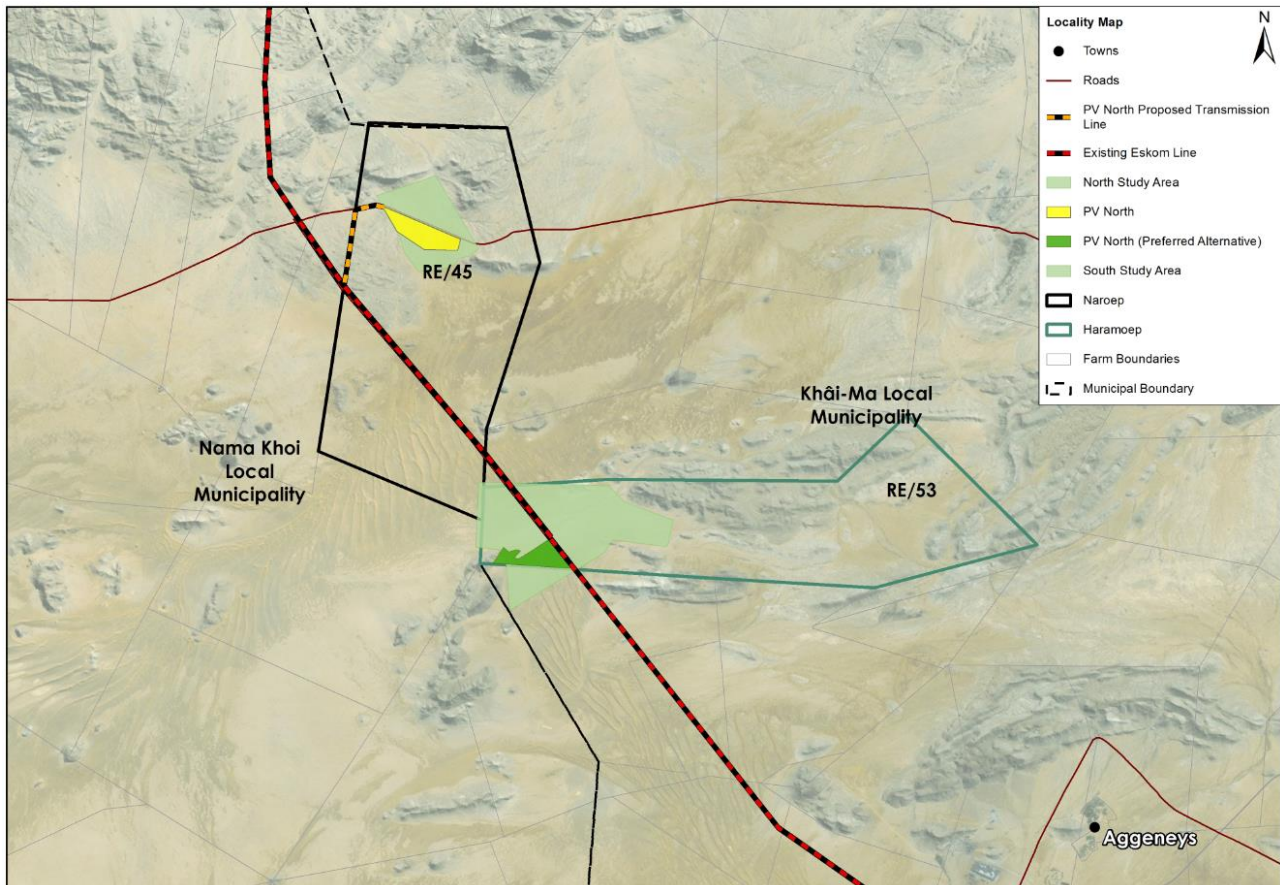 Locality Map
N
Towns
Roads
PV North Proposed Transmission
Line
Existing Eskom Line
North Study Area
PV North
PV North (Preferred Alternative)
South Study Area
Naroep
Haramoep
Farm Boundaries
Municipal Boundary
RE/45
Khâi-Ma Local
Municipality
Nama Khoi
Local
Municipality
RE/53
Aggeneys